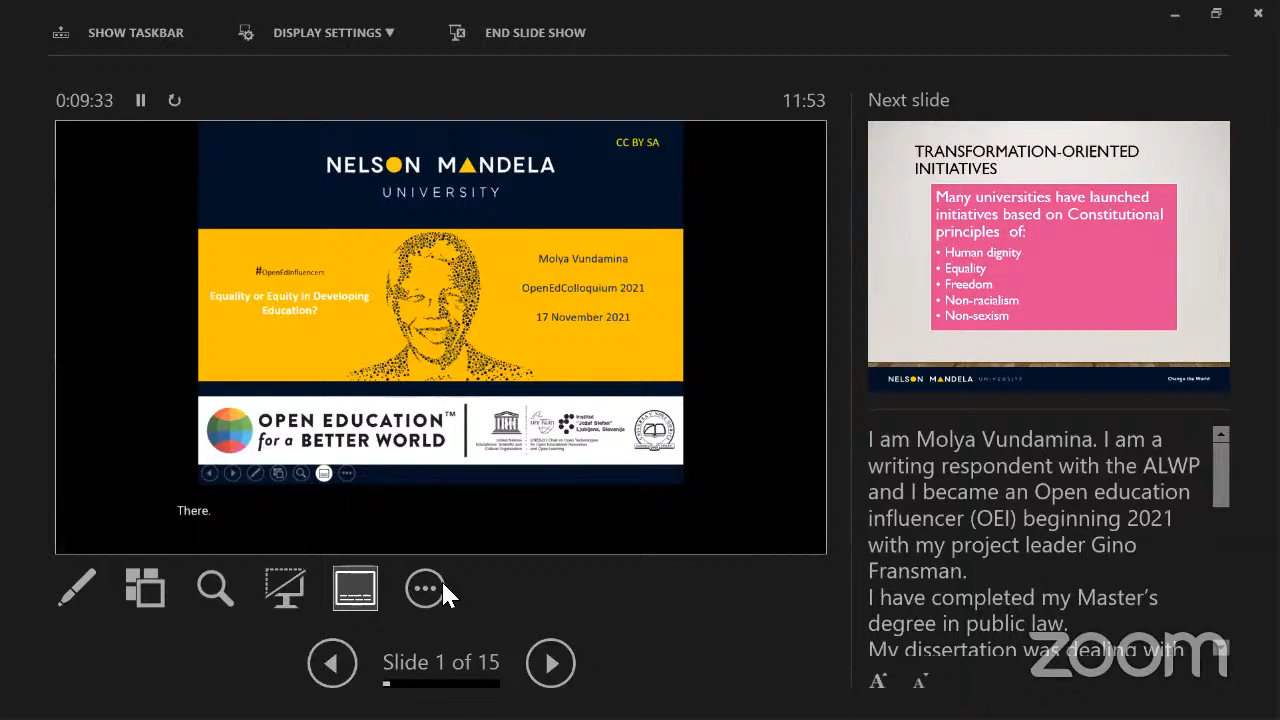 SHOW TASKBAR
DISPLAY SETTINGS ▼
END SLIDE SHOW
0:09:33
11:53
CC BY SA
NELSON MANDELA
UNIVERSITY
#OpenEdInfluencers
Equality or Equity in Developing
Education?
Molya Vundamina
OpenEdColloquium 2021
17 November 2021
OPEN EDUCATION™
for a BETTER WORLD
Institut
"Jožef Stefan"
Ljubljana, Slovenija
There.
Slide 1 of 15
Next slide
TRANSFORMATION-ORIENTED
INITIATIVES
Many universities have launched
initiatives based on Constitutional
principles of:
• Human dignity
• Equality
• Freedom
• Non-racialism
• Non-sexism
NELSON MANDELA UNIVERSITY
Change the World
I am Molya Vundamina. I am a
writing respondent with the ALWP
and I became an Open education
influencer (OEI) beginning 2021
with my project leader Gino
Fransman.
I have completed my Master's
degree in public law.
My dissertation was dealing with
zoom
A A